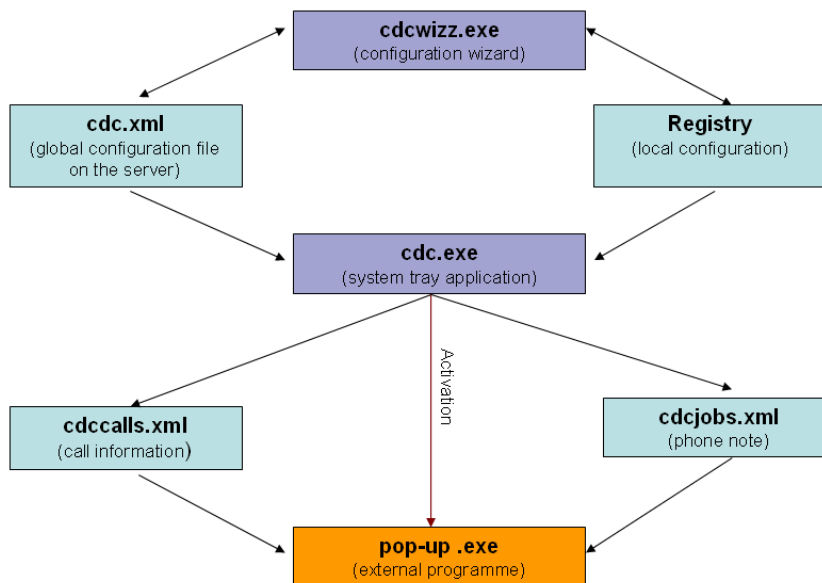 cdcwizz.exe
(configuration wizard)
cdc.xml
(global configuration file
on the server)
Registry
(local configuration)
cdc.exe
(system tray application)
Activation
cdccalls.xml
(call information)
cdcjobs.xml
(phone note)
pop-up .exe
(external programme)